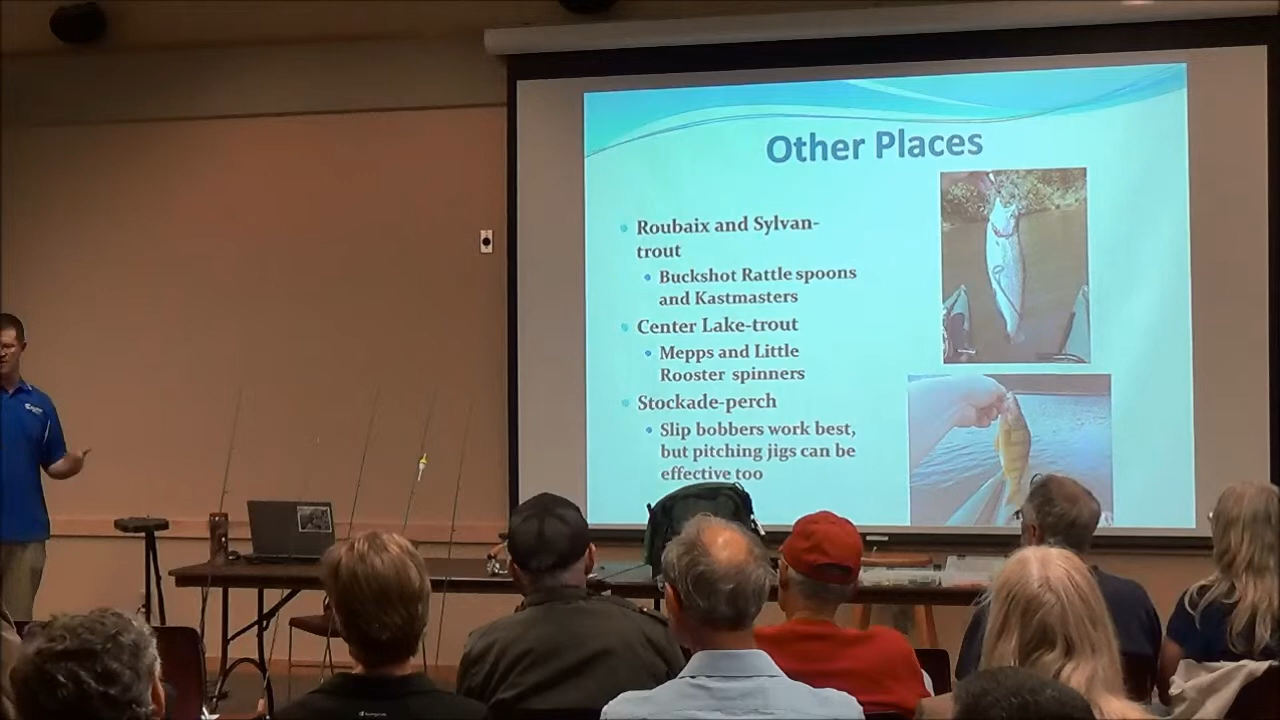 Other Places
Roubaix and Sylvan-
trout
Buckshot Rattle spoons
and Kastmasters
Center Lake-trout
Mepps and Little
Rooster spinners
Stockade-perch
Slip bobbers work best,
but pitching jigs can be
effective too